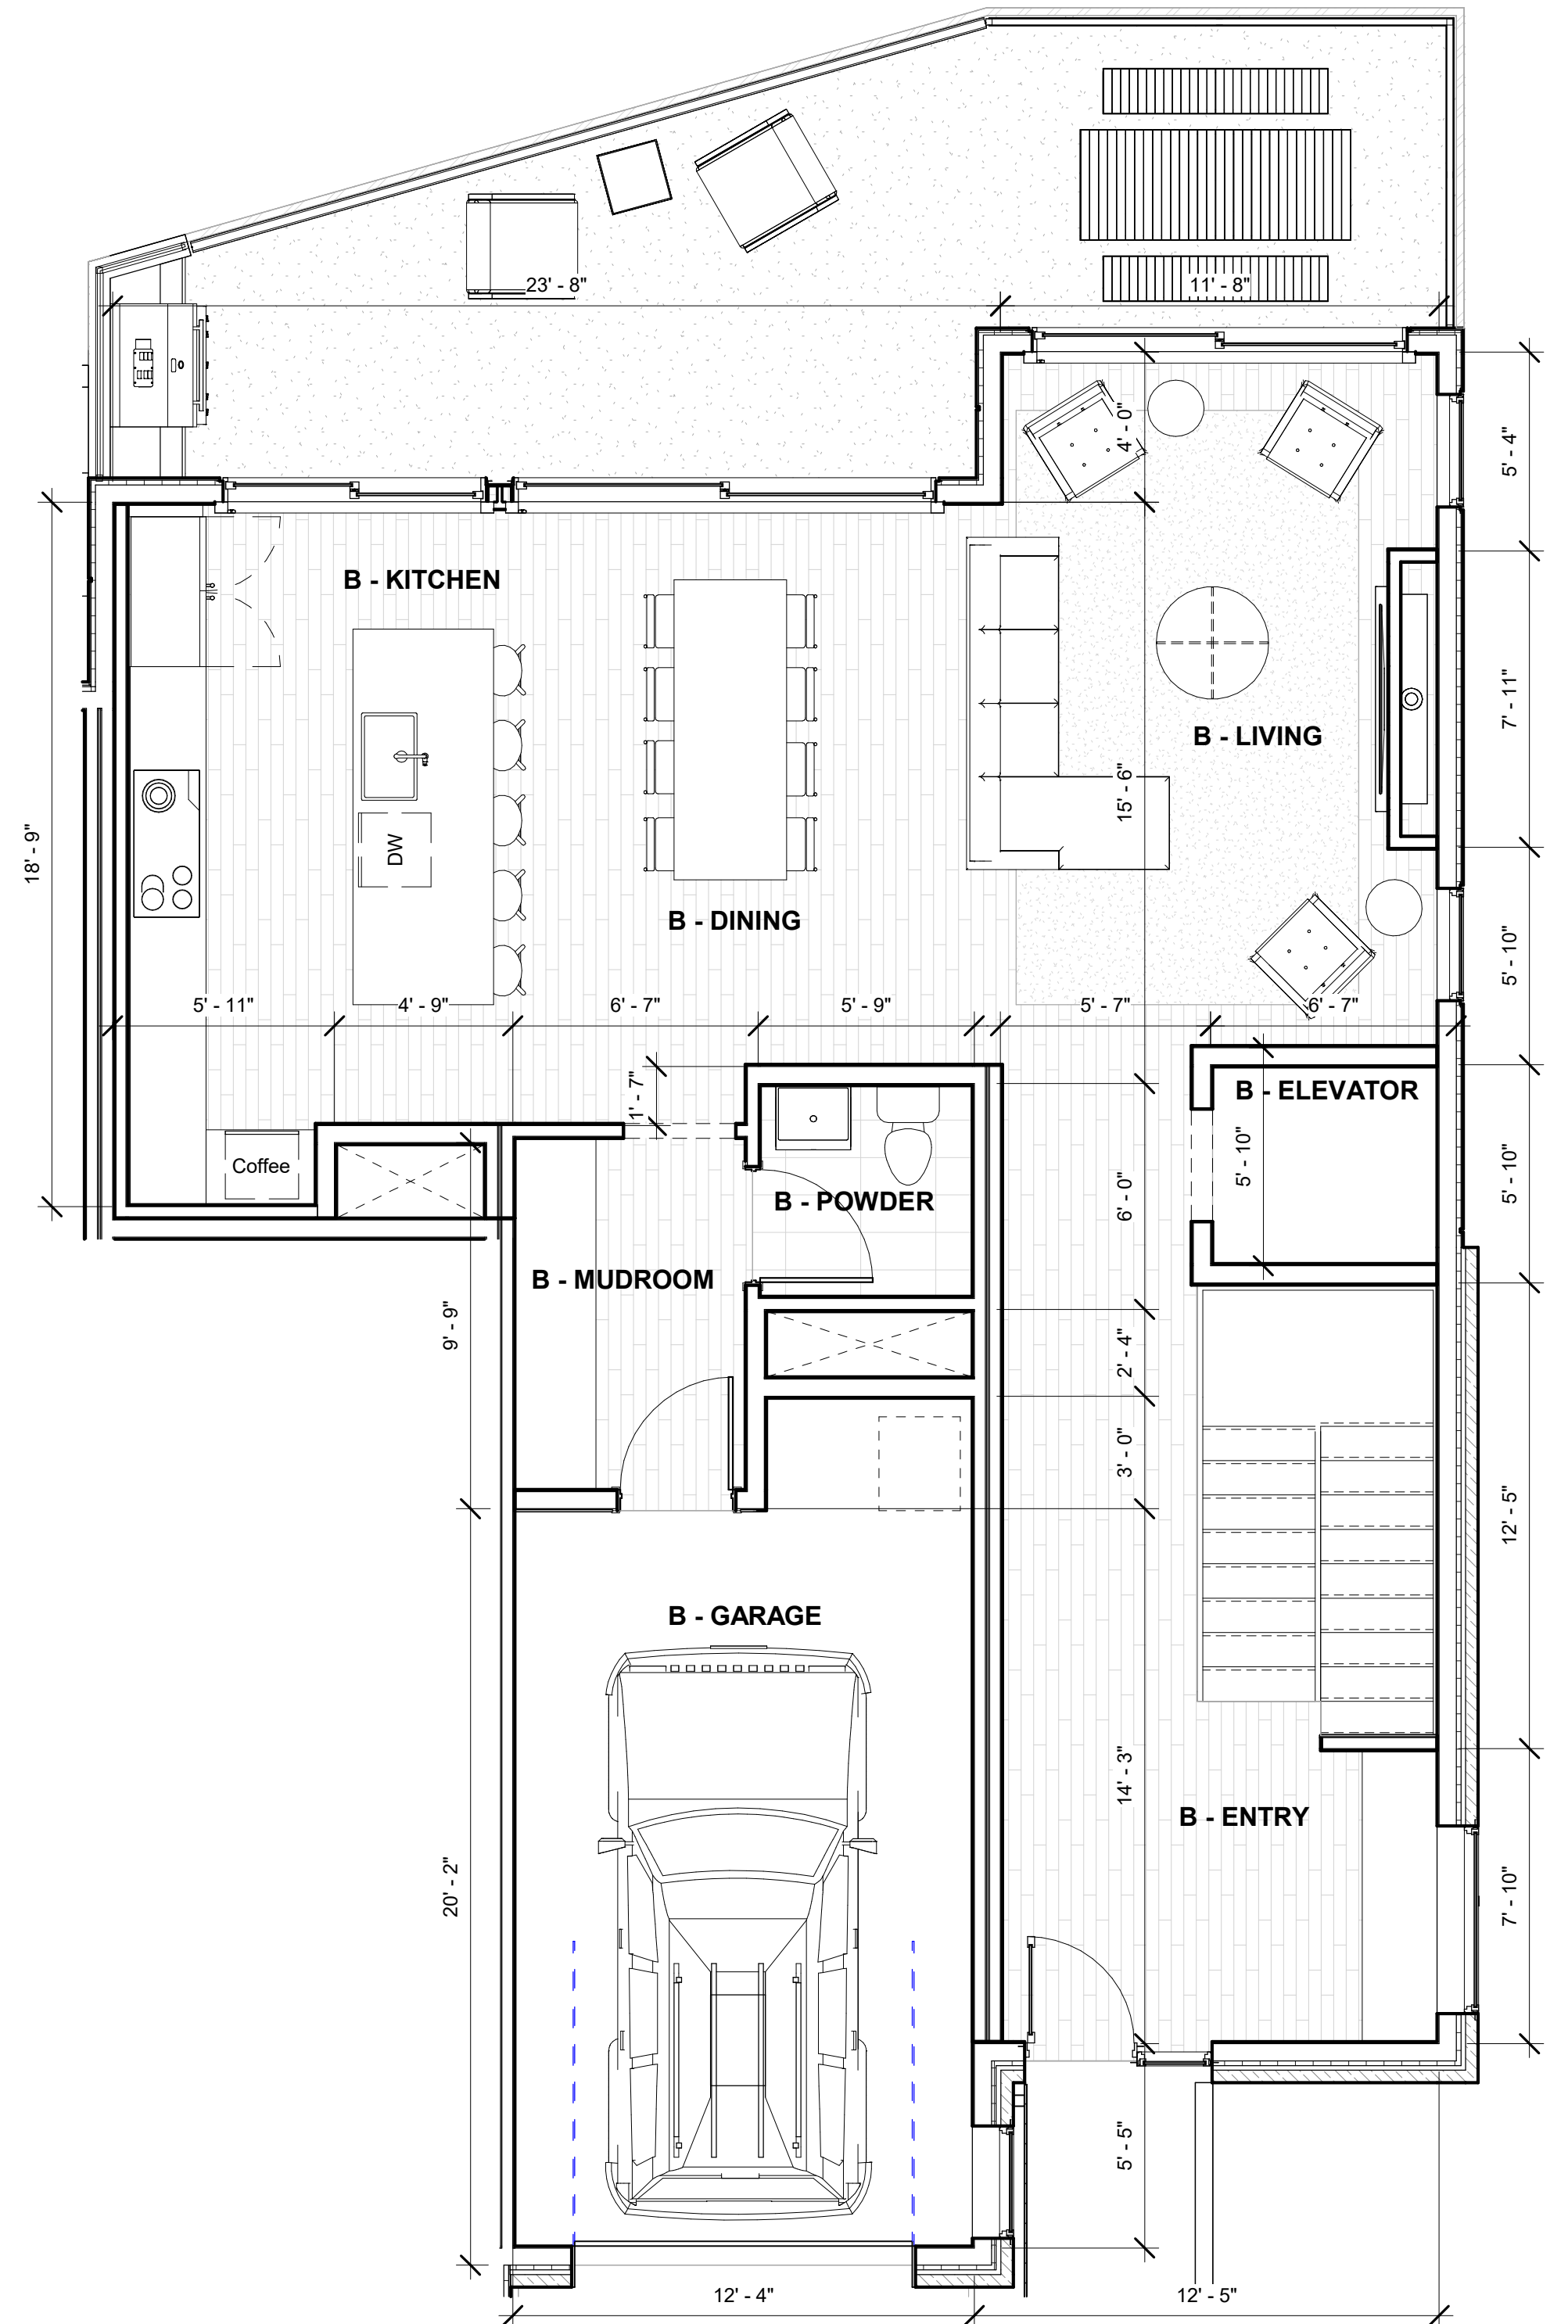 23' - 8"
11' - 8"
4' - 0"
5' - 4"
B - KITCHEN
7' - 11"
B - LIVING
15' - 6"
18' - 9"
DW
B - DINING
5' - 10"
5' - 11"
4' - 9"
6' - 7"
5' - 9"
5' - 7"
6' - 7"
1' - 7"
B - ELEVATOR
5' - 10"
5' - 10"
Coffee
B - POWDER
6' - 0"
B - MUDROOM
9' - 9"
2' - 4"
3' - 0"
12' - 5"
B - GARAGE
14' - 3"
B - ENTRY
20' - 2"
7' - 10"
5' - 5"
12' - 4"
12' - 5"